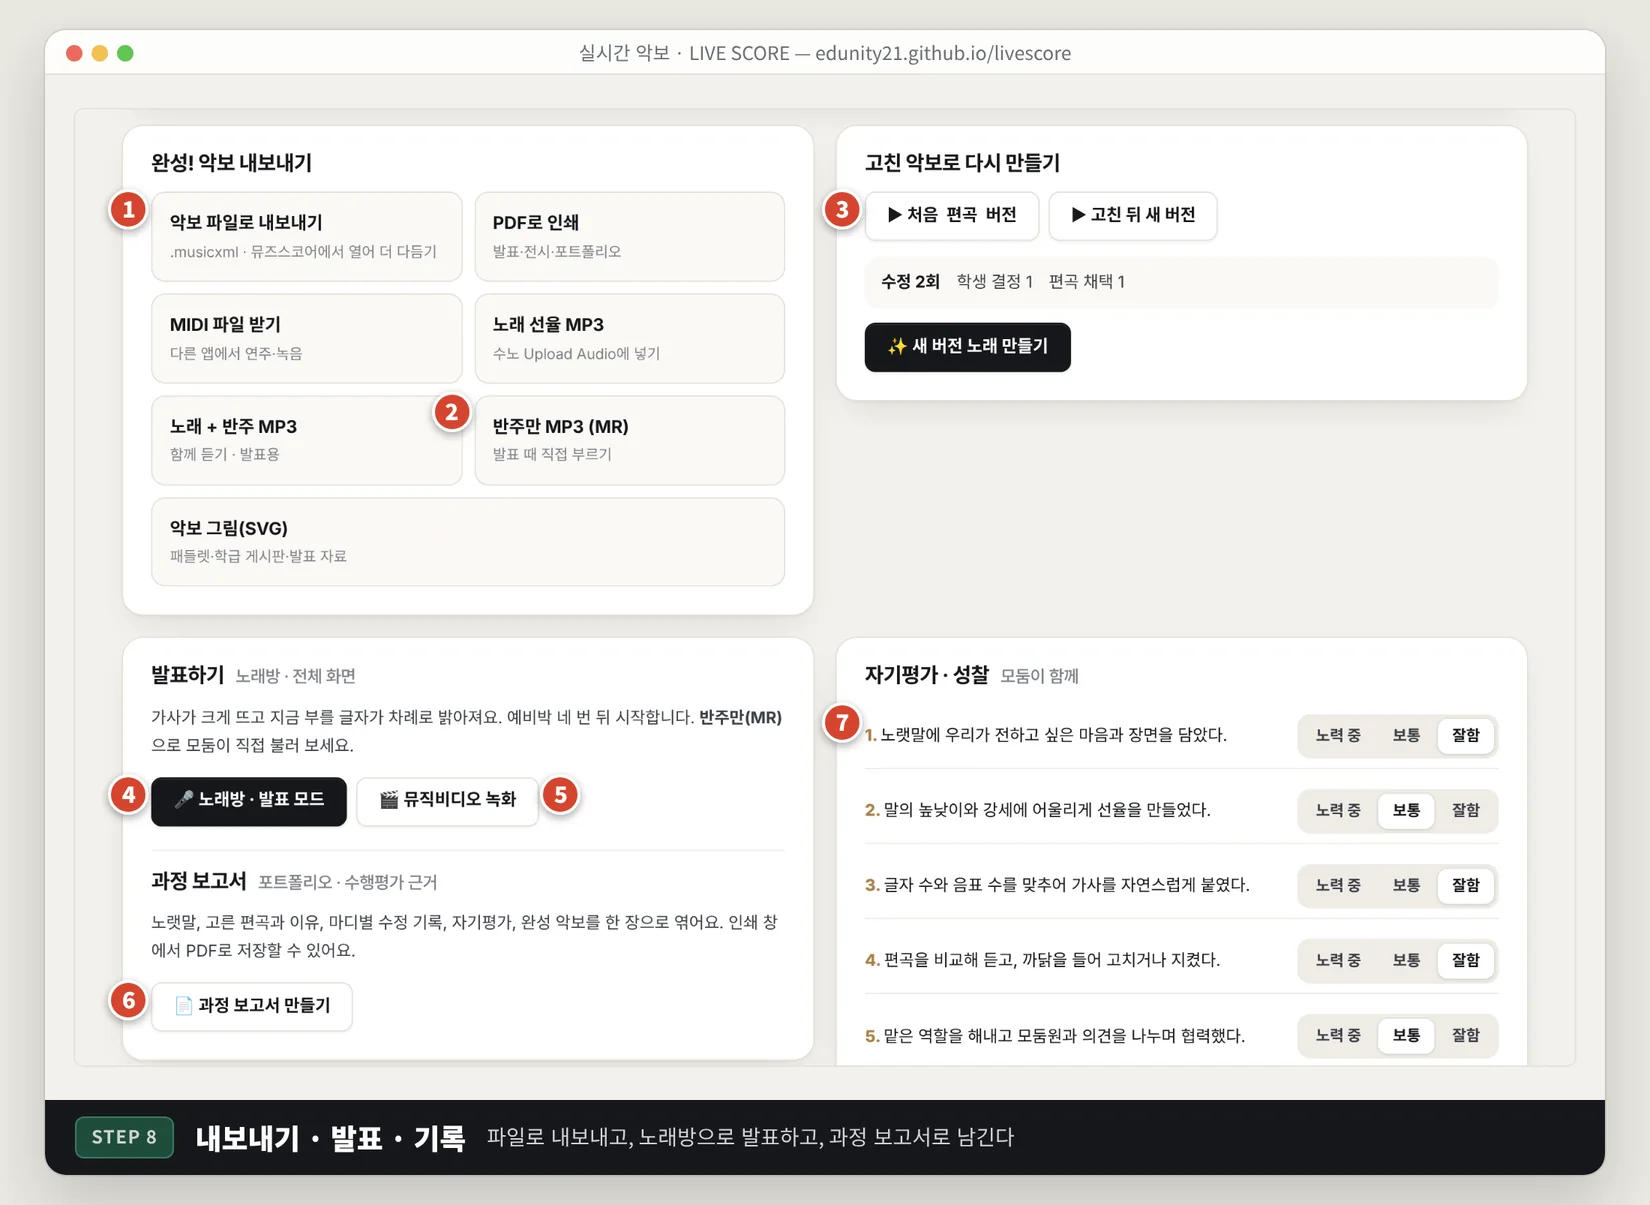 실시간 악보 · LIVE SCORE — edunity21.github.io/livescore
완성! 악보 내보내기
1
악보 파일로 내보내기
.musicxml · 뮤즈스코어에서 열어 더 다듬기
PDF로 인쇄
발표·전시·포트폴리오
MIDI 파일 받기
다른 앱에서 연주·녹음
노래 선율 MP3
수노 Upload Audio에 넣기
노래 + 반주 MP3
함께 듣기 · 발표용
2
반주만 MP3 (MR)
발표 때 직접 부르기
악보 그림(SVG)
패들렛·학급 게시판·발표 자료
고친 악보로 다시 만들기
3
▶ 처음 편곡 버전
▶ 고친 뒤 새 버전
수정 2회 학생 결정 1 편곡 채택 1
✨ 새 버전 노래 만들기
발표하기 노래방 · 전체 화면
가사가 크게 뜨고 지금 부를 글자가 차례로 밝아져요. 예비박 네 번 뒤 시작합니다. 반주만(MR)
으로 모둠이 직접 불러 보세요.
4
🎤 노래방 · 발표 모드
🎬 뮤직비디오 녹화
5
과정 보고서 포트폴리오 · 수행평가 근거
노랫말, 고른 편곡과 이유, 마디별 수정 기록, 자기평가, 완성 악보를 한 장으로 엮어요. 인쇄 창
에서 PDF로 저장할 수 있어요.
6
📄 과정 보고서 만들기
자기평가 · 성찰 모둠이 함께
7
1. 노랫말에 우리가 전하고 싶은 마음과 장면을 담았다.
노력 중 보통 잘함
2. 말의 높낮이와 강세에 어울리게 선율을 만들었다.
노력 중 보통 잘함
3. 글자 수와 음표 수를 맞추어 가사를 자연스럽게 붙였다.
노력 중 보통 잘함
4. 편곡을 비교해 듣고, 까닭을 들어 고치거나 지켰다.
노력 중 보통 잘함
5. 맡은 역할을 해내고 모둠원과 의견을 나누며 협력했다.
노력 중 보통 잘함
STEP 8
내보내기 · 발표 · 기록
파일로 내보내고, 노래방으로 발표하고, 과정 보고서로 남긴다